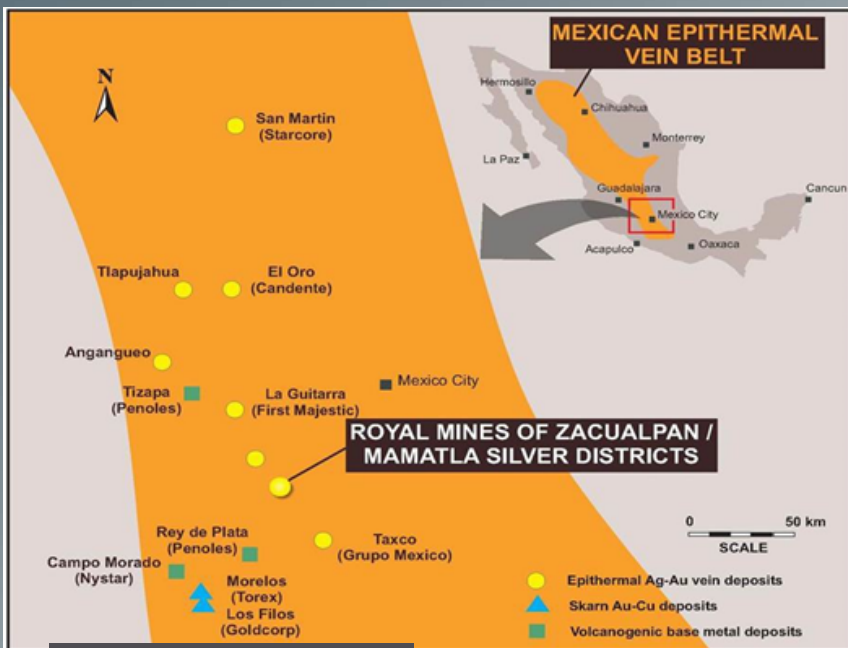 MEXICAN EPITHERMAL
VEIN BELT
N
Hermosillo
Chihuahua
Monterrey
La Paz
Guadalajara
Cancun
Mexico City
Acapulco
Oaxaca
San Martin
(Starcore)
Tlapujahua
El Oro
(Candente)
Angangueo
Tizapa
(Penoles)
La Guitarra
(First Majestic)
Mexico City
ROYAL MINES OF ZACUALPAN /
MAMATLA SILVER DISTRICTS
Rey de Plata
(Penoles)
Taxco
(Grupo Mexico)
Campo Morado
(Nystar)
Morelos
(Torex)
Los Filos
(Goldcorp)
0 50 km
SCALE
Epithermal Ag-Au vein deposits
Skarn Au-Cu deposits
Volcanogenic base metal deposits